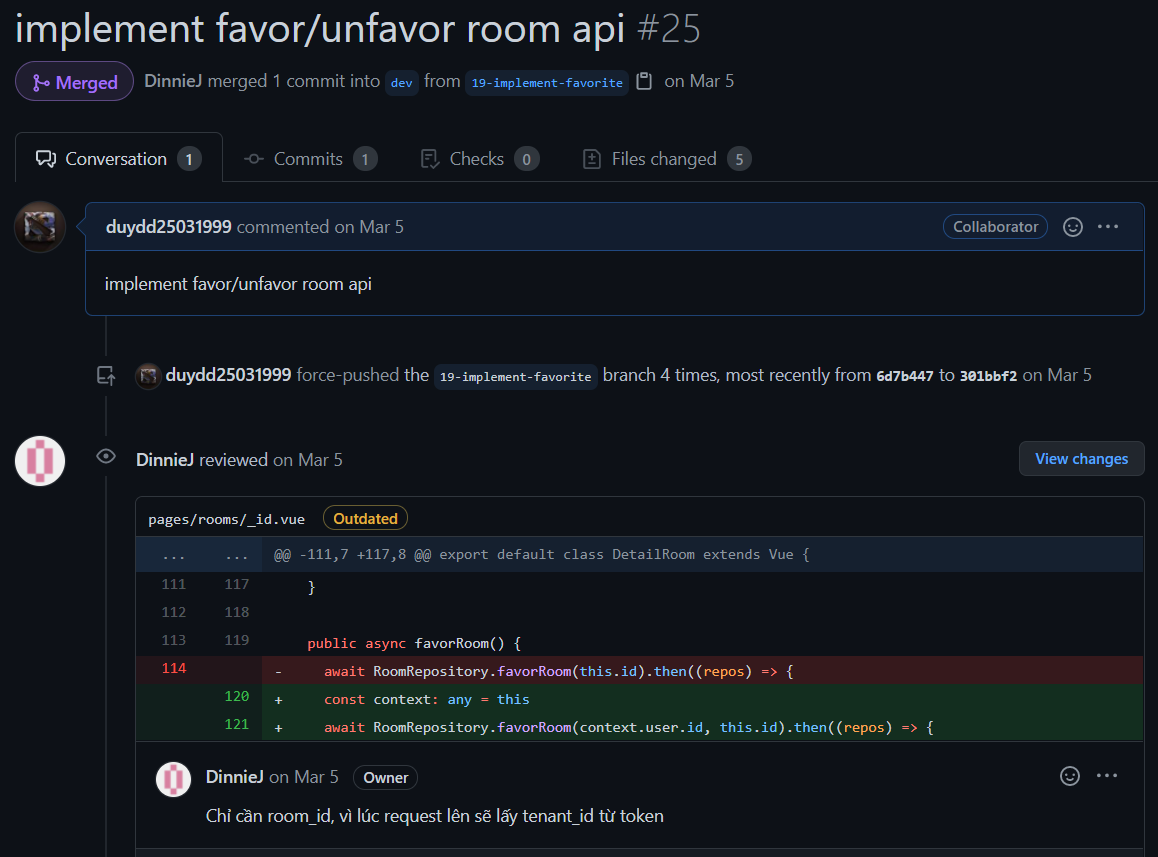 implement favor/unfavor room api #25
Merged DinnieJ merged 1 commit into dev from 19-implement-favorite on Mar 5
Conversation 1 Commits 1 Checks 0 Files changed 5
duydd25031999 commented on Mar 5 Collaborator ...
implement favor/unfavor room api
duydd25031999 force-pushed the 19-implement-favorite branch 4 times, most recently from 6d7b447 to 301bbf2 on Mar 5
DinnieJ reviewed on Mar 5 View changes
pages/rooms/_id.vue Outdated
... ... @@ -111,7 +117,8 @@ export default class DetailRoom extends Vue {
111 117 }
112 118
113 119 public async favorRoom() {
114 - await RoomRepository.favorRoom(this.id).then((repos) => {
120 + const context: any = this
121 + await RoomRepository.favorRoom(context.user.id, this.id).then((repos) => {
DinnieJ on Mar 5 Owner ...
Chỉ cần room_id, vì lúc request lên sẽ lấy tenant_id từ token